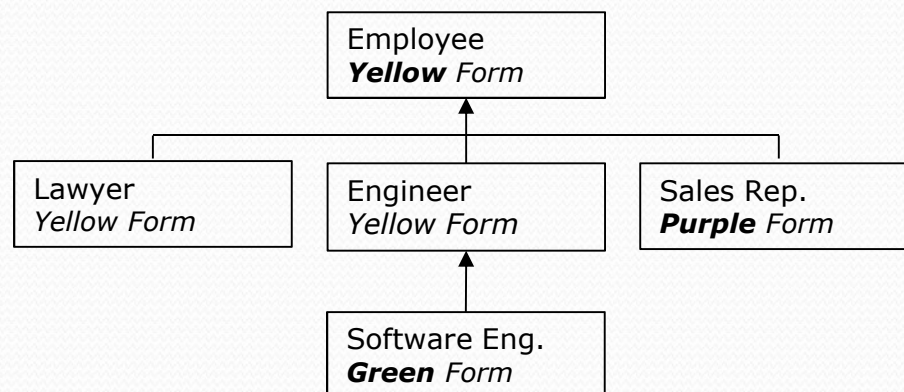 Employee
Yellow Form
Lawyer
Yellow Form
Engineer
Yellow Form
Sales Rep.
Purple Form
Software Eng.
Green Form